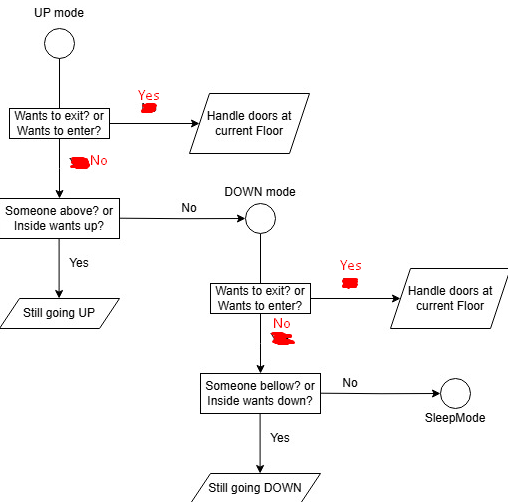 UP mode
Yes
Wants to exit? or
Wants to enter?
Handle doors at
current Floor
No
Someone above? or
Inside wants up?
No
DOWN mode
Yes
Still going UP
Yes
Wants to exit? or
Wants to enter?
Handle doors at
current Floor
No
Someone bellow? or
Inside wants down?
No
SleepMode
Yes
Still going DOWN